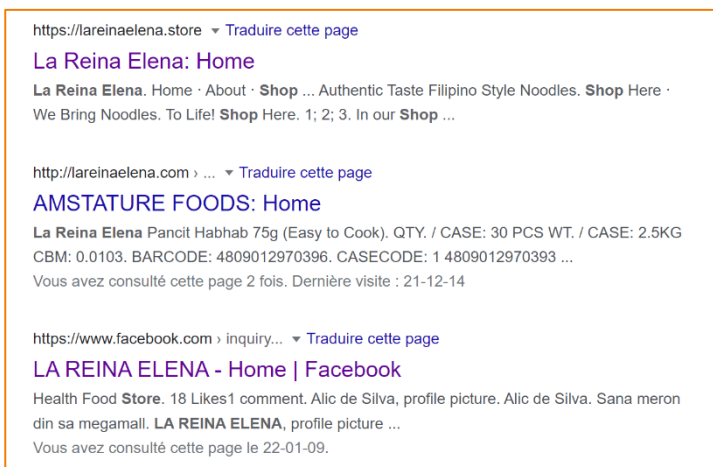 https://lareinaelena.store ▼ Traduire cette page
La Reina Elena: Home
La Reina Elena. Home · About · Shop ... Authentic Taste Filipino Style Noodles. Shop Here ·
We Bring Noodles. To Life! Shop Here. 1; 2; 3. In our Shop ...
http://lareinaelena.com › ... ▼ Traduire cette page
AMSTATURE FOODS: Home
La Reina Elena Pancit Habhab 75g (Easy to Cook). QTY. / CASE: 30 PCS WT. / CASE: 2.5KG
CBM: 0.0103. BARCODE: 4809012970396. CASECODE: 1 4809012970393 ...
Vous avez consulté cette page 2 fois. Dernière visite : 21-12-14
https://www.facebook.com › inquiry... ▼ Traduire cette page
LA REINA ELENA - Home | Facebook
Health Food Store. 18 Likes1 comment. Alic de Silva, profile picture. Alic de Silva. Sana meron
din sa megamall. LA REINA ELENA, profile picture ...
Vous avez consulté cette page le 22-01-09.